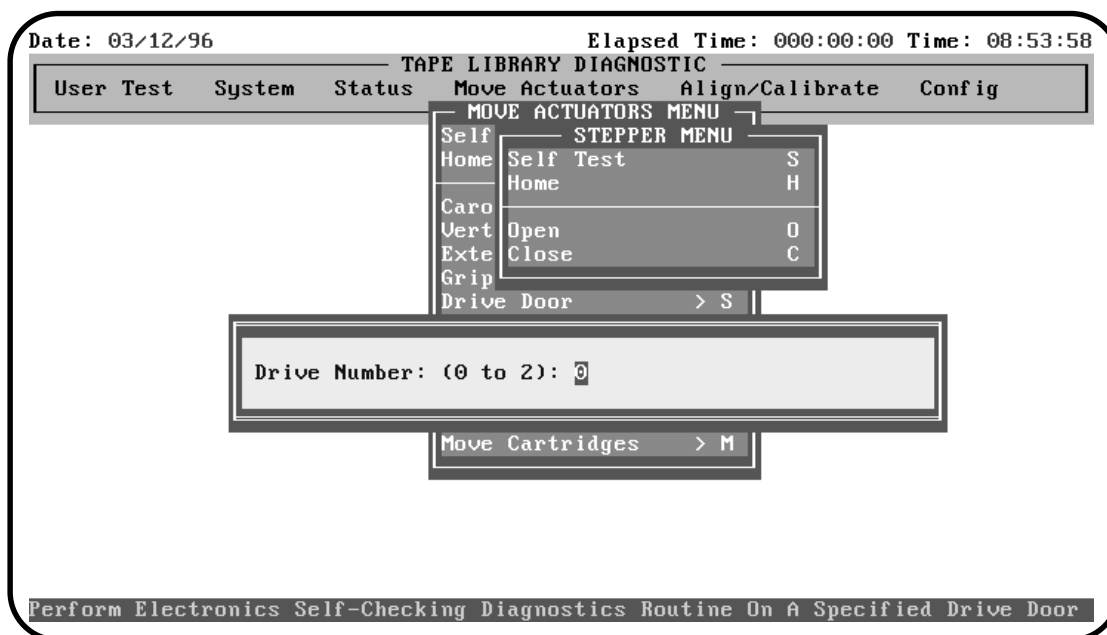 Date: 03/12/96 Elapsed Time: 000:00:00 Time: 08:53:58
TAPE LIBRARY DIAGNOSTIC
User Test System Status Move Actuators Align/Calibrate Config
MOVE ACTUATORS MENU
Self
STEPPER MENU
Home
Self Test S
Home H
Caro
Vert
Open O
Exte
Close C
Grip
Drive Door > S
Drive Number: (0 to 2): 0
Move Cartridges > M
Perform Electronics Self-Checking Diagnostics Routine On A Specified Drive Door